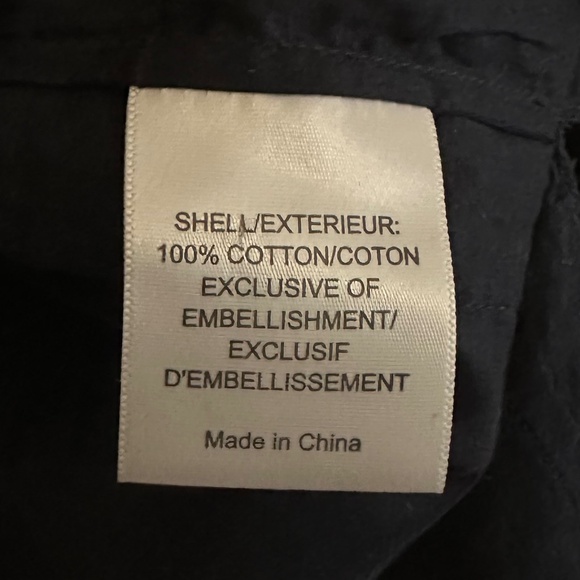 SHELL/EXTERIEUR:
100% COTTON/COTON
EXCLUSIVE OF
EMBELLISHMENT/
EXCLUSIF
D'EMBELLISSEMENT
Made in China